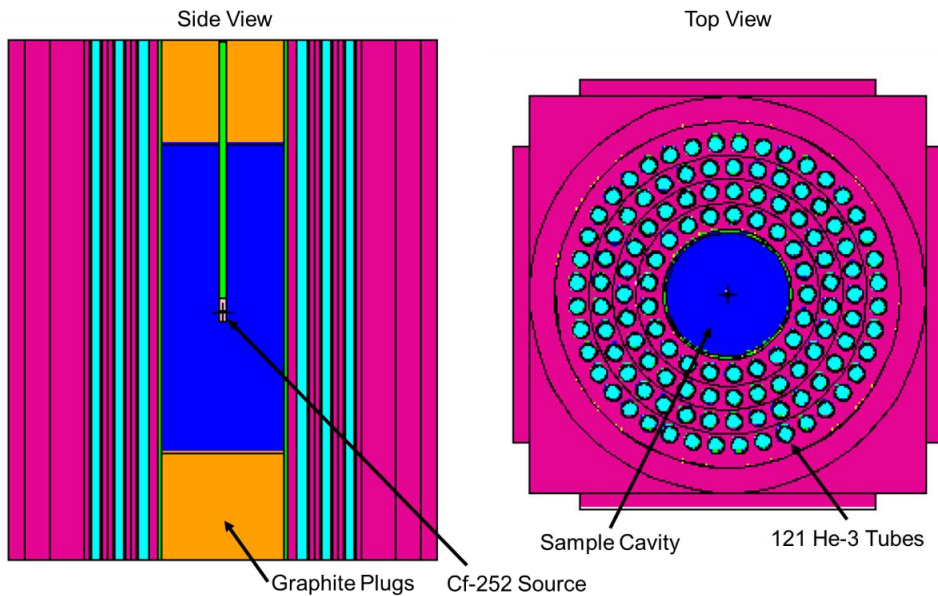 Side View
Top View
Sample Cavity
121 He-3 Tubes
Graphite Plugs
Cf-252 Source